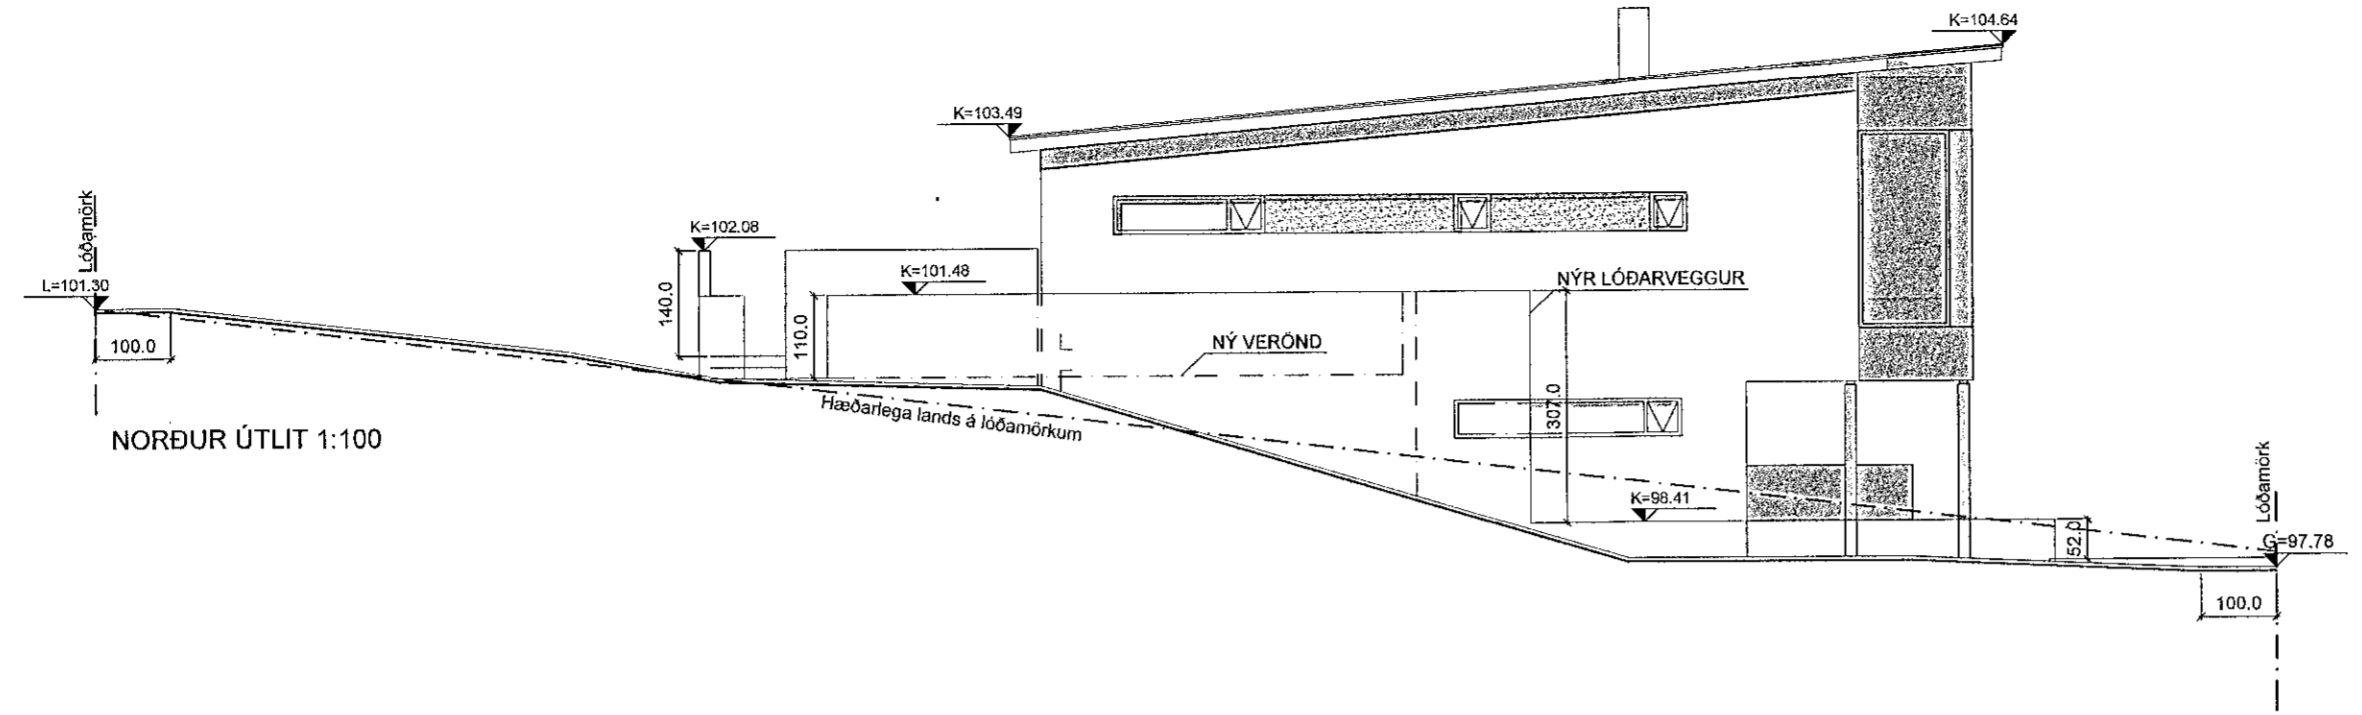 K=104.64
K=103.49
Lóðamörk
K=102.08
L=101.30
K=101.48
NÝR LÓÐARVEGGUR
140.0
110.0
100.0
NÝ VERÖND
307.0
Hæðarlega lands á lóðamörkum
NORÐUR ÚTLIT 1:100
Lóðamörk
K=98.41
52.0
G=97.78
100.0